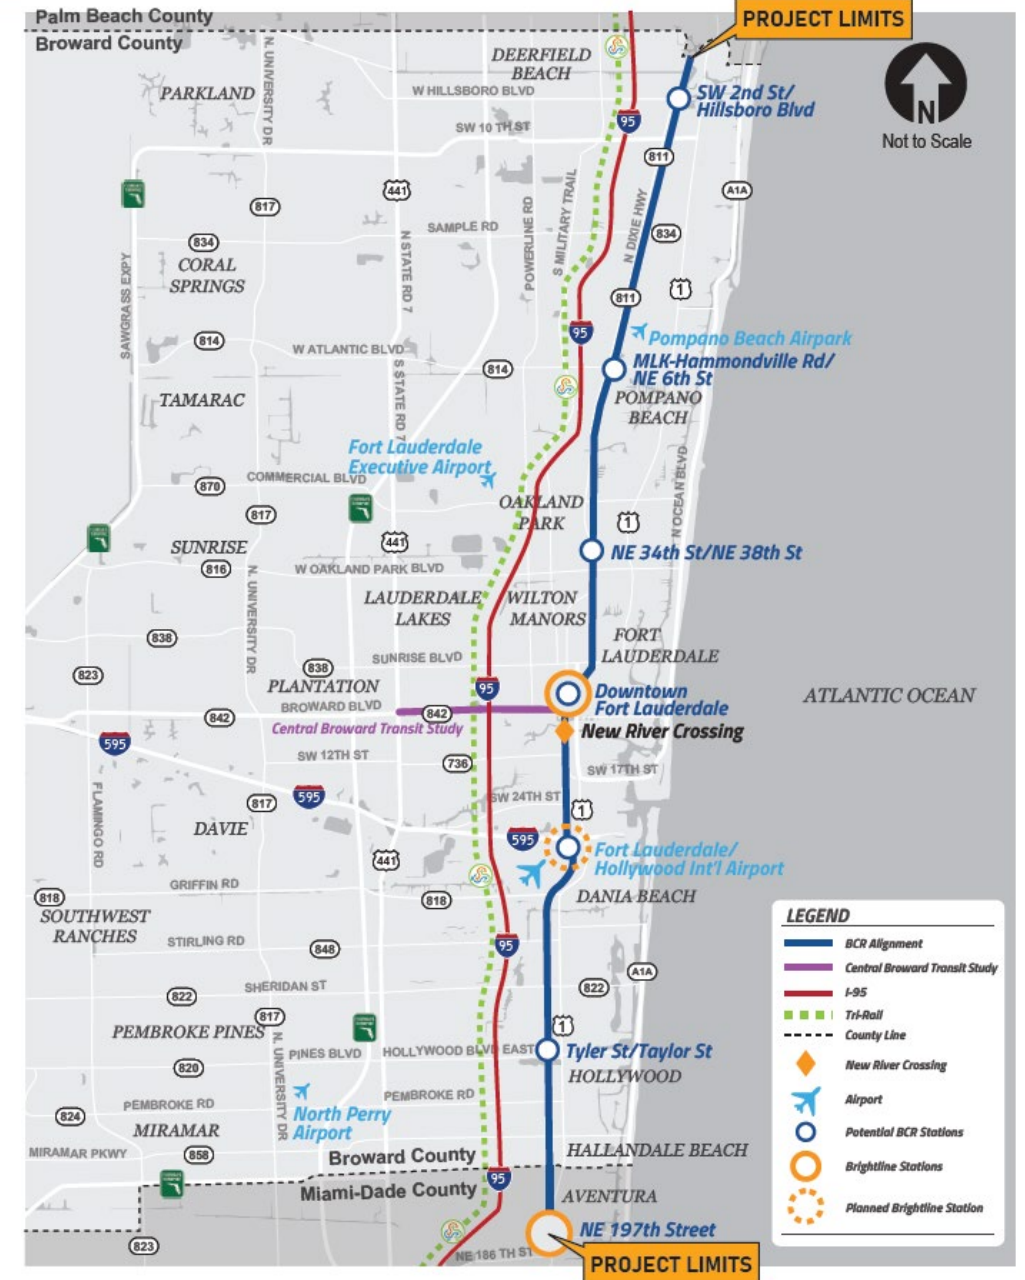 Palm Beach County
Broward County
PROJECT LIMITS
DEERFIELD
BEACH
N. UNIVERSITY DR
PARKLAND
W HILLSBORO BLVD
SW 2nd St/
Hillsboro Blvd
N
Not to Scale
SW 10 TH ST
95
811
441
A1A
817
S MILITARY TRAIL
POWERLINE RD
N DIXIE HWY
SAMPLE RD
834
834
CORAL
SPRINGS
N STATE RD 7
SAWGRASS EXPY
1
811
95
Pompano Beach Airpark
814
W ATLANTIC BLVD
814
MLK-Hammondville Rd/
NE 6th St
S STATE RD 7
TAMARAC
POMPANO
BEACH
Fort Lauderdale
Executive Airport
COMMERCIAL BLVD
870
N OCEAN BLVD
OAKLAND
PARK
817
1
441
SUNRISE
NE 34th St/NE 38th St
816
W OAKLAND PARK BLVD
N. UNIVERSITY DR
LAUDERDALE
LAKES
WILTON
MANORS
838
FORT
LAUDERDALE
SUNRISE BLVD
838
823
PLANTATION
95
Downtown
Fort Lauderdale
ATLANTIC OCEAN
BROWARD BLVD
842
842
Central Broward Transit Study
New River Crossing
595
SW 12TH ST
736
SW 17TH ST
FLAMINGO RD
595
817
SW 24TH ST
1
DAVIE
595
441
Fort Lauderdale/
Hollywood Int'l Airport
GRIFFIN RD
818
818
DANIA BEACH
SOUTHWEST
RANCHES
STIRLING RD
848
95
A1A
SHERIDAN ST
822
822
817
PEMBROKE PINES
1
N. UNIVERSITY DR
PINES BLVD
HOLLYWOOD BLVD EAST
Tyler St/Taylor St
820
HOLLYWOOD
PEMBROKE RD
PEMBROKE RD
824
North Perry
Airport
MIRAMAR
MIRAMAR PKWY
858
Broward County
HALLANDALE BEACH
95
Miami-Dade County
AVENTURA
NE 197th Street
823
NE 186 TH ST
PROJECT LIMITS
LEGEND
BCR Alignment
Central Broward Transit Study
I-95
Tri-Rail
County Line
New River Crossing
Airport
Potential BCR Stations
Brightline Stations
Planned Brightline Station